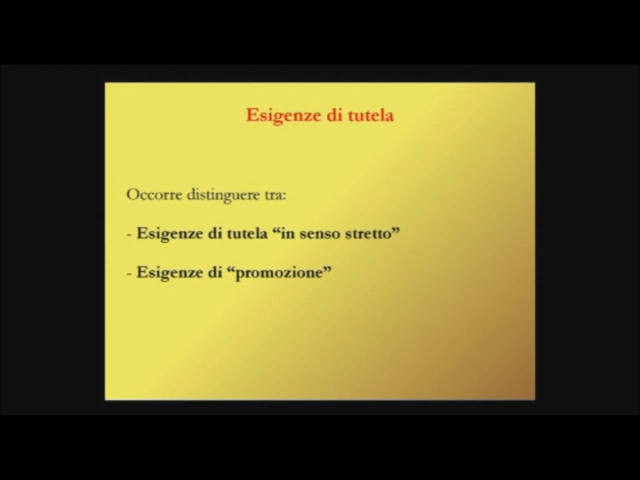 Esigenze di tutela
Occorre distinguere tra:
- Esigenze di tutela “in senso stretto”
- Esigenze di “promozione”